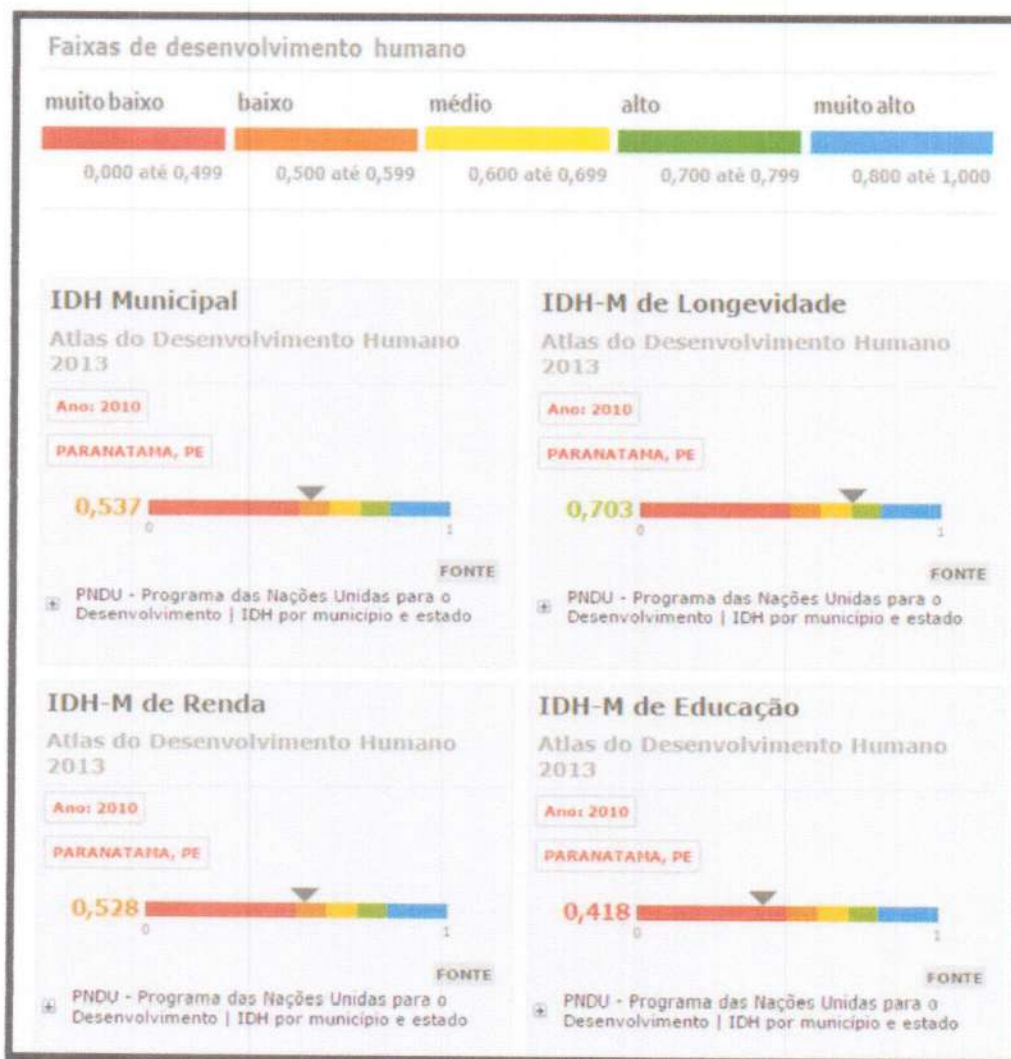 Faixas de desenvolvimento humano
muito baixo baixo médio alto muito alto
0,000 até 0,499 0,500 até 0,599 0,600 até 0,699 0,700 até 0,799 0,800 até 1,000
IDH Municipal
Atlas do Desenvolvimento Humano
2013
Ano: 2010
PARANATAMA, PE
0,537
0 1
FONTE
PNDU - Programa das Nações Unidas para o
Desenvolvimento | IDH por município e estado
IDH-M de Longevidade
Atlas do Desenvolvimento Humano
2013
Ano: 2010
PARANATAMA, PE
0,703
0 1
FONTE
PNDU - Programa das Nações Unidas para o
Desenvolvimento | IDH por município e estado
IDH-M de Renda
Atlas do Desenvolvimento Humano
2013
Ano: 2010
PARANATAMA, PE
0,528
0 1
FONTE
PNDU - Programa das Nações Unidas para o
Desenvolvimento | IDH por município e estado
IDH-M de Educação
Atlas do Desenvolvimento Humano
2013
Ano: 2010
PARANATAMA, PE
0,418
0 1
FONTE
PNDU - Programa das Nações Unidas para o
Desenvolvimento | IDH por município e estado